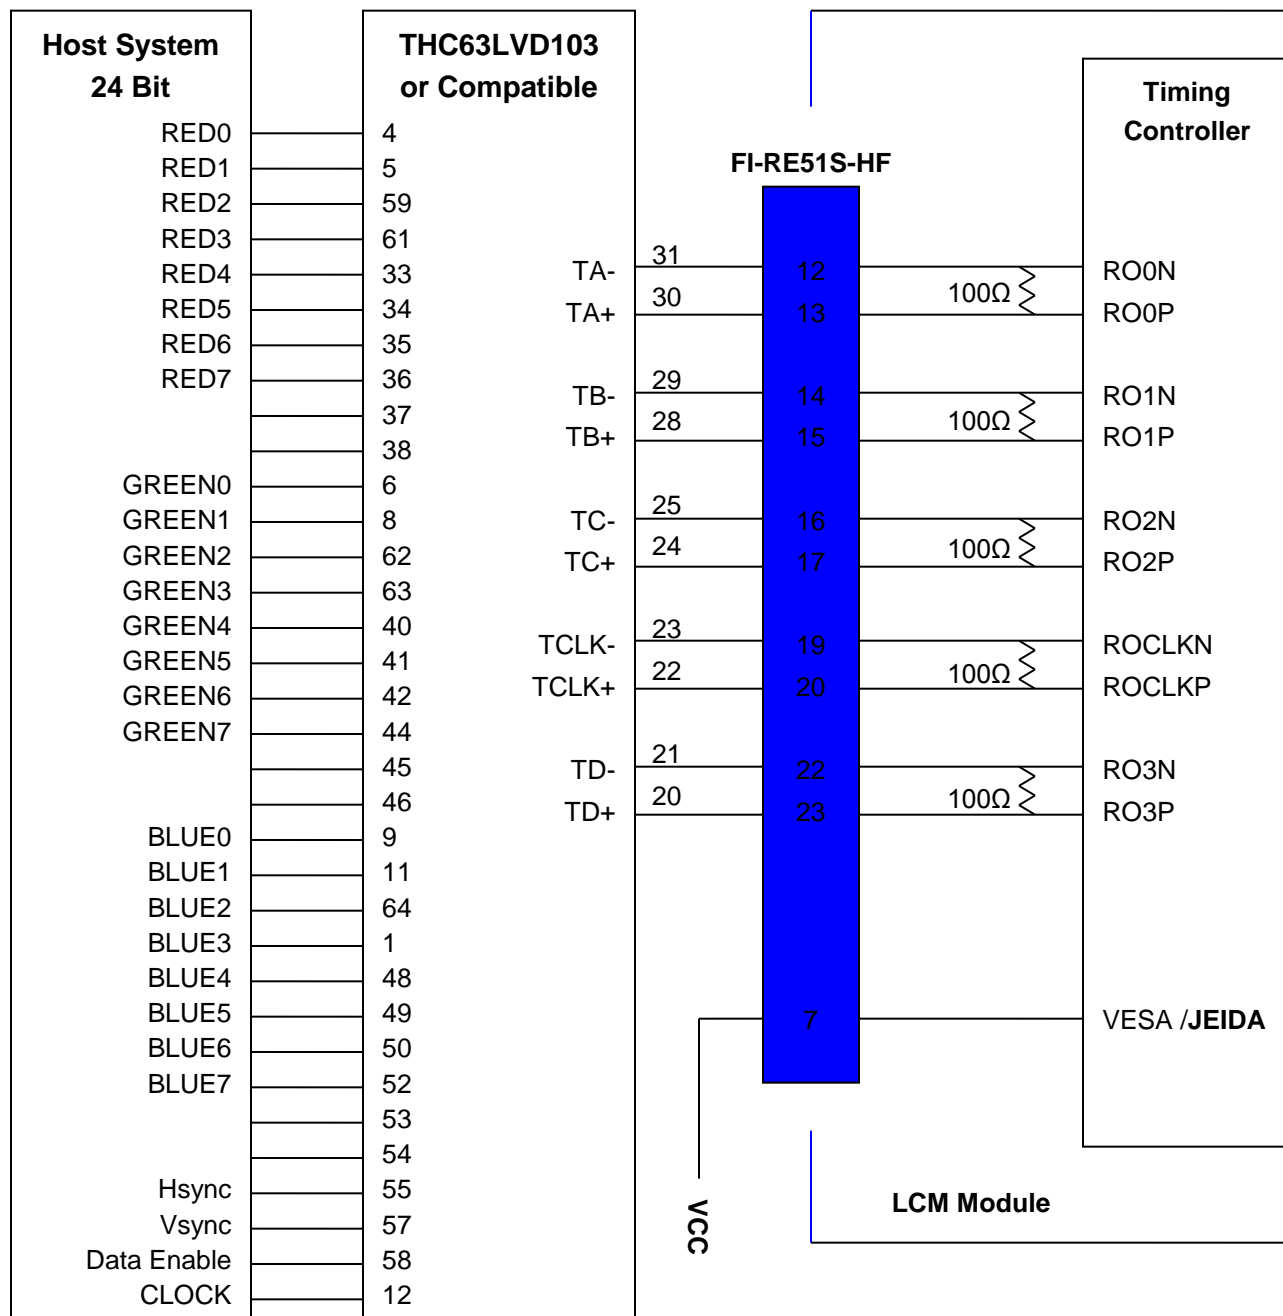 Host System
24 Bit
RED0
RED1
RED2
RED3
RED4
RED5
RED6
RED7
GREEN0
GREEN1
GREEN2
GREEN3
GREEN4
GREEN5
GREEN6
GREEN7
BLUE0
BLUE1
BLUE2
BLUE3
BLUE4
BLUE5
BLUE6
BLUE7
Hsync
Vsync
Data Enable
CLOCK
THC63LVD103
or Compatible
4
5
59
61
33
34
35
36
37
38
6
8
62
63
40
41
42
44
45
46
9
11
64
1
48
49
50
52
53
54
55
57
58
12
TA-
TA+
TB-
TB+
TC-
TC+
TCLK-
TCLK+
TD-
TD+
31
30
29
28
25
24
23
22
21
20
FI-RE51S-HF
12
13
14
15
16
17
19
20
22
23
7
VCC
100Ω
100Ω
100Ω
100Ω
100Ω
Timing
Controller
RO0N
RO0P
RO1N
RO1P
RO2N
RO2P
ROCLKN
ROCLKP
RO3N
RO3P
VESA /JEIDA
LCM Module